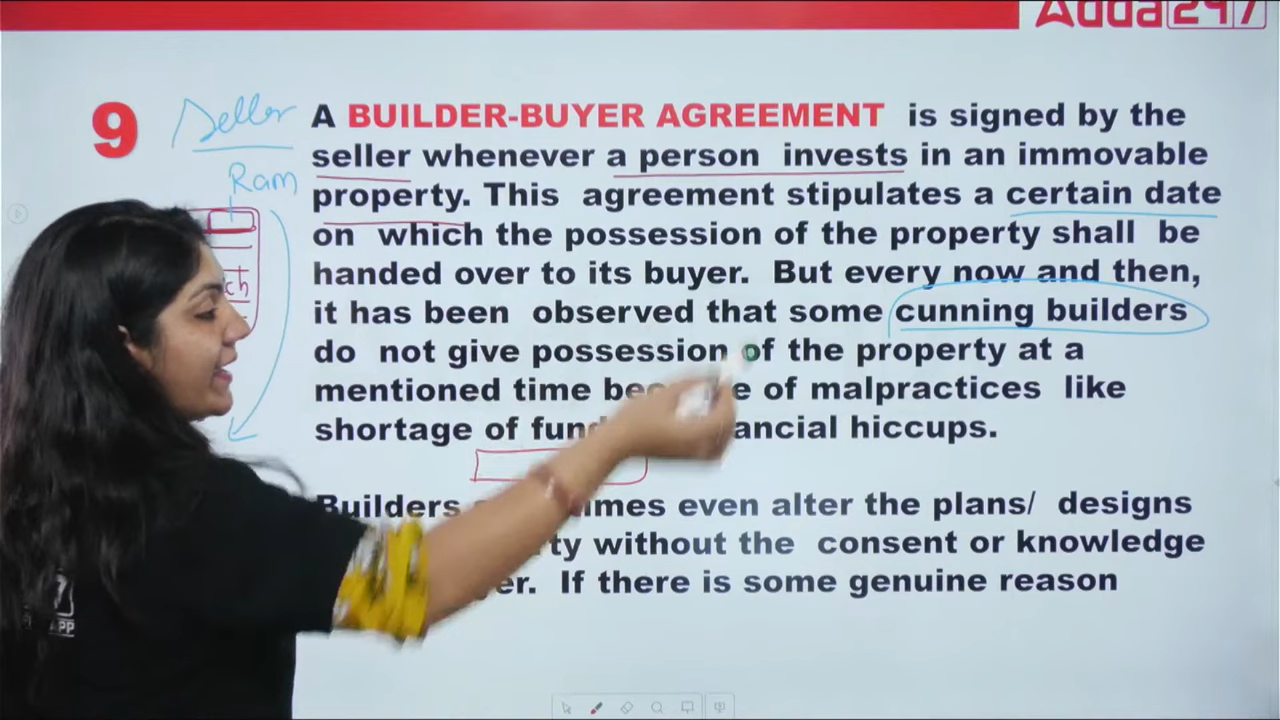 Adda247
9
Seller
Ram
ch
A BUILDER-BUYER AGREEMENT is signed by the
seller whenever a person invests in an immovable
property. This agreement stipulates a certain date
on which the possession of the property shall be
handed over to its buyer. But every now and then,
it has been observed that some cunning builders
do not give possession of the property at a
mentioned time of malpractices like
shortage of hiccups.
Builders even alter the plans/ designs
without the consent or knowledge
If there is some genuine reason